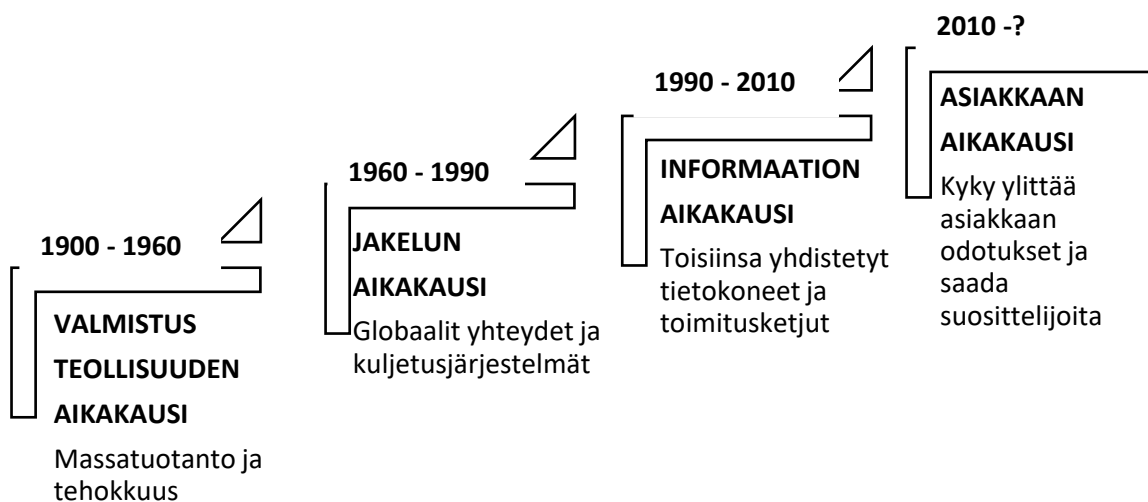 1900 - 1960
VALMISTUS
TEOLLISUUDEN
AIKAKAUSI
Massatuotanto ja
tehokkuus
1960 - 1990
JAKELUN
AIKAKAUSI
Globaalit yhteydet ja
kuljetusjärjestelmät
1990 - 2010
INFORMAATION
AIKAKAUSI
Toisiinsa yhdistetyt
tietokoneet ja
toimitusketjut
2010 -?
ASIAKKAAN
AIKAKAUSI
Kyky ylittää
asiakkaan
odotukset ja
saada
suosittelijoita